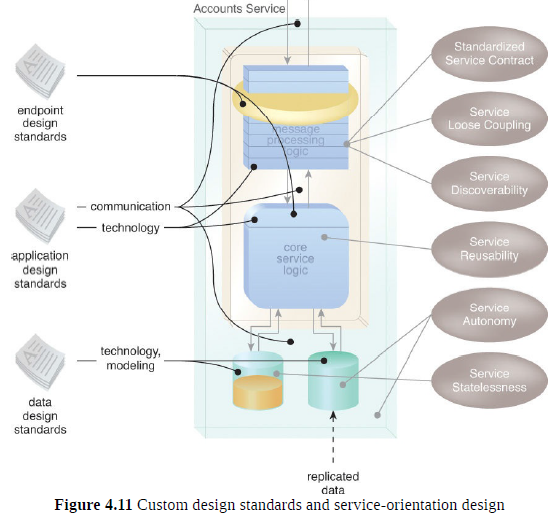 Accounts Service
endpoint
design
standards
message
processing
logic
Standardized
Service Contract
Service
Loose Coupling
Service
Discoverability
communication
technology
application
design
standards
core
service
logic
Service
Reusability
Service
Autonomy
technology,
modeling
data
design
standards
Service
Statelessness
replicated
data
Figure 4.11 Custom design standards and service-orientation design